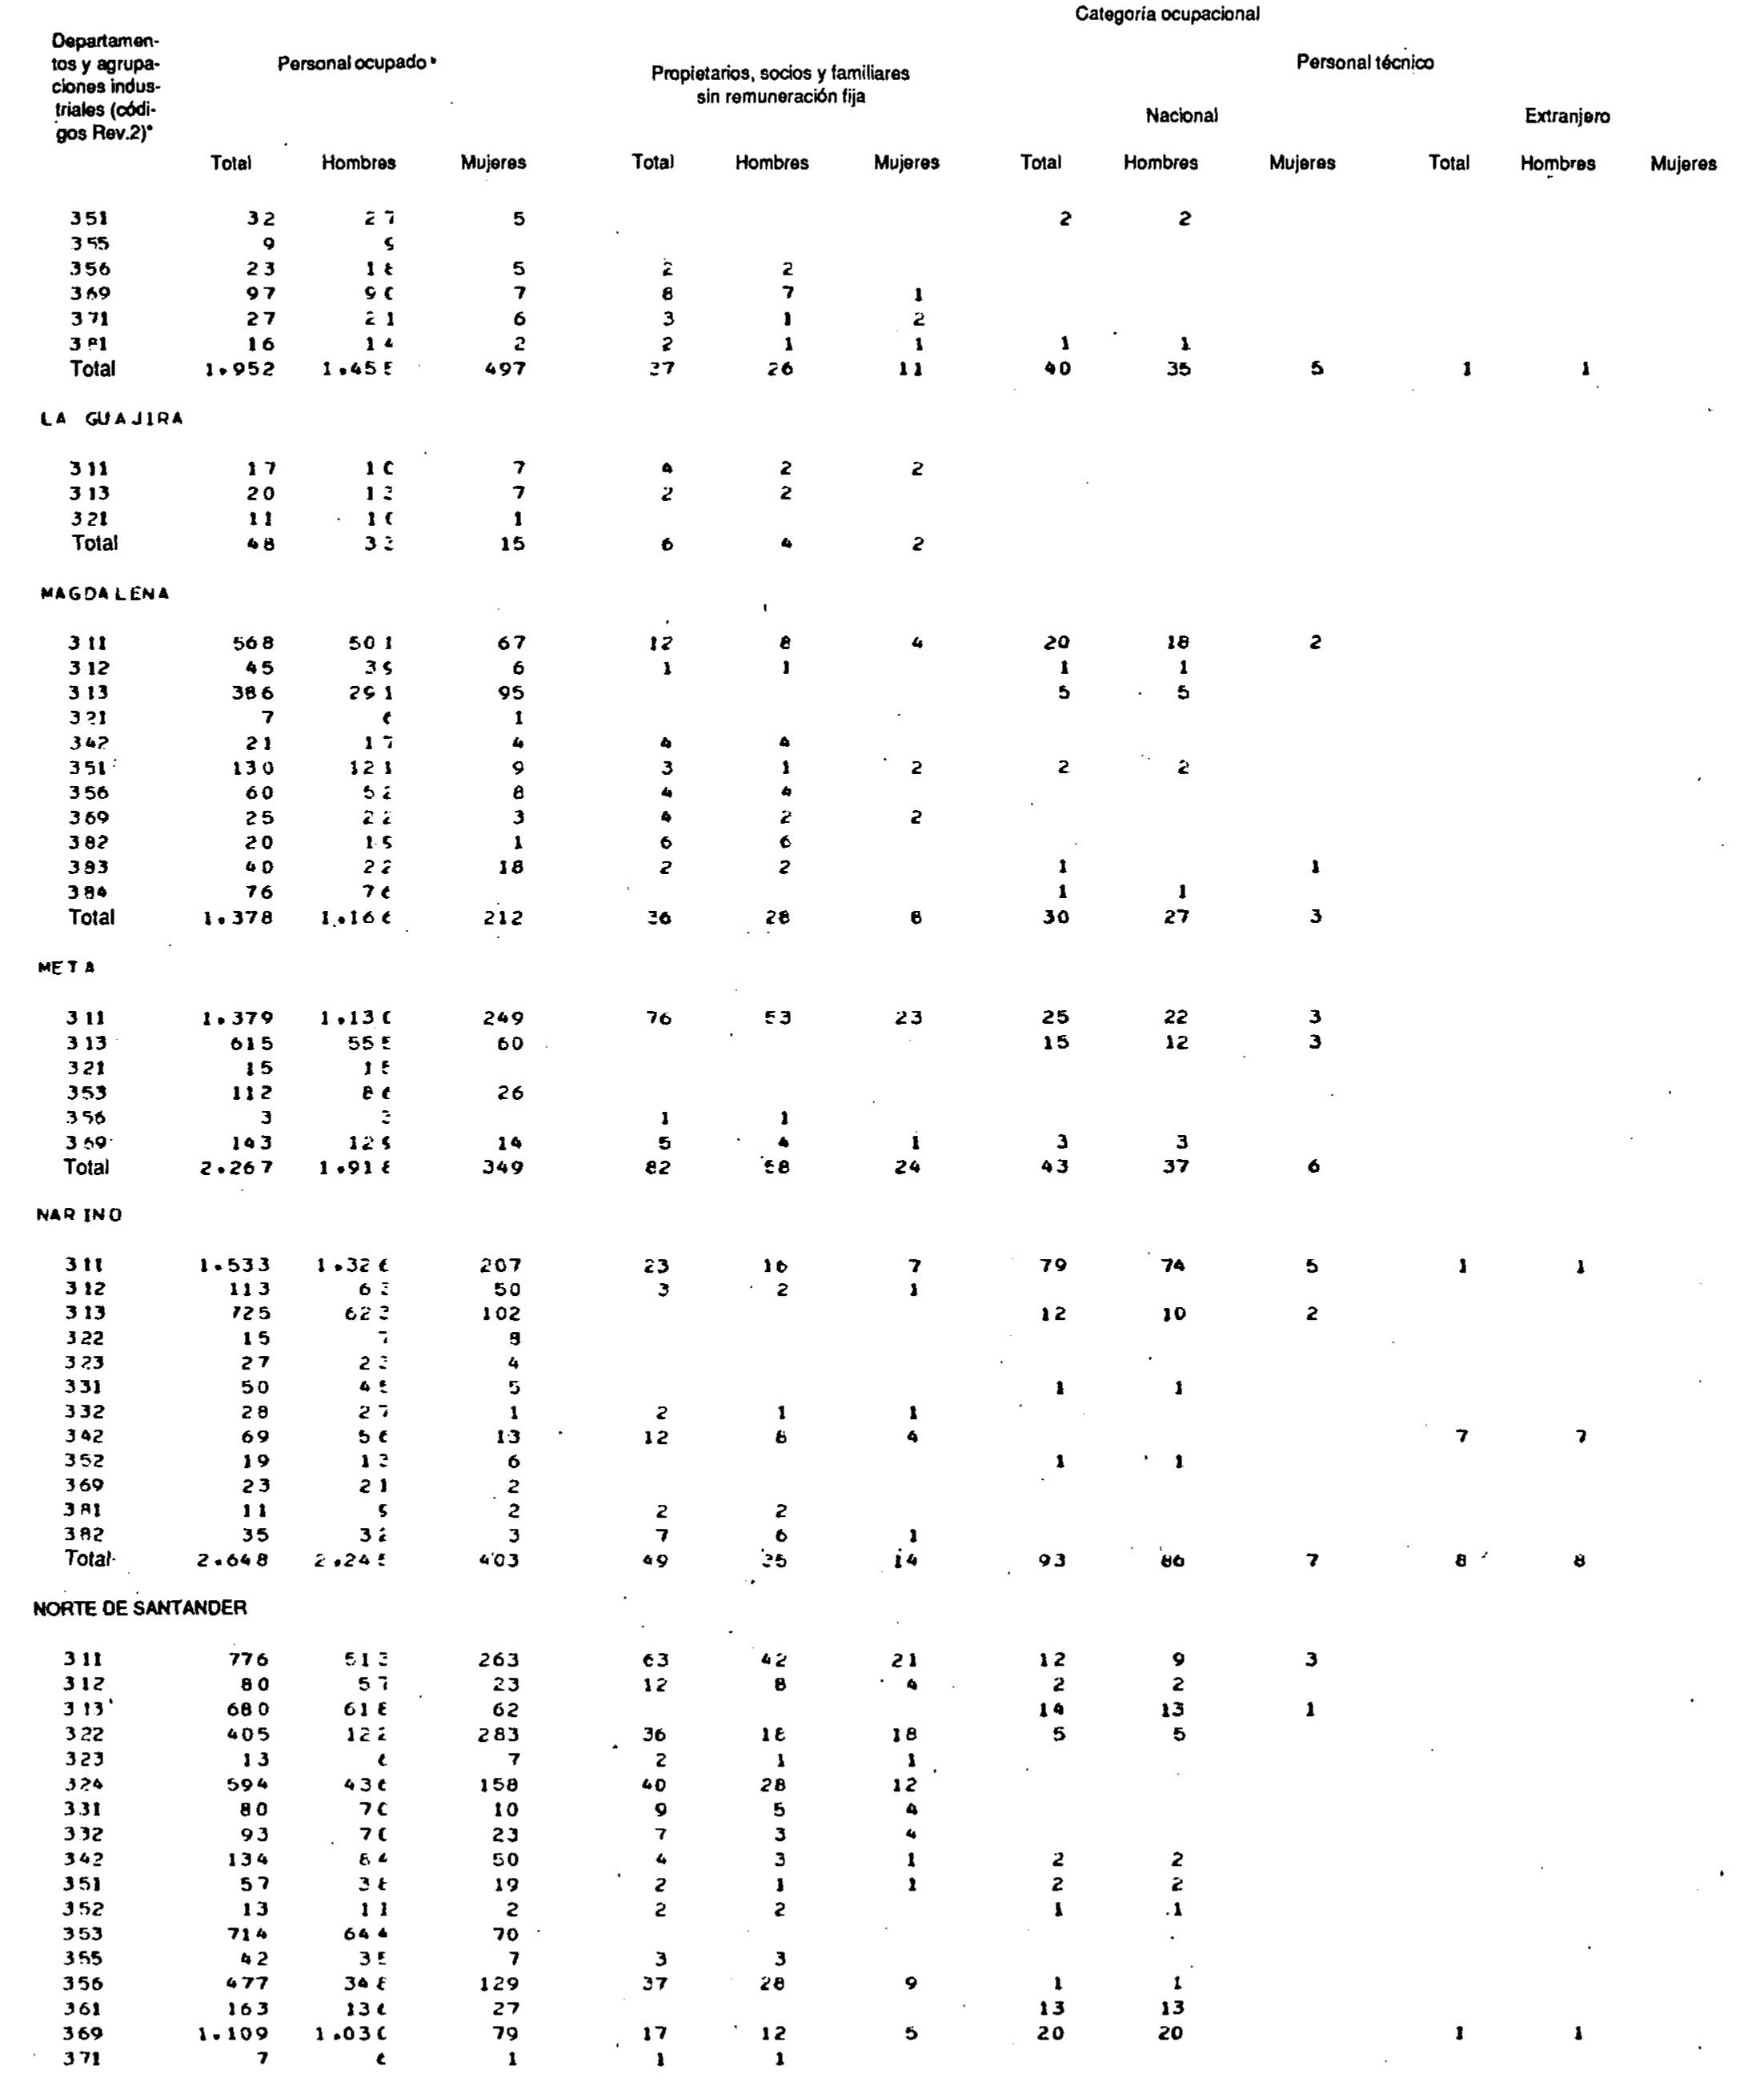 Categoría ocupacional
Departamen-
tos y agrupa-
ciones indus-
triales (códi-
gos Rev.2)ª
Personal ocupado ᵇ
Propietarios, socios y familiares
sin remuneración fija
Personal técnico
Nacional Extranjero
Total Hombres Mujeres Total Hombres Mujeres Total Hombres Mujeres Total Hombres Mujeres
351 32 27 5 2 2
355 9 9
356 23 18 5 2 2
369 97 90 7 8 7 1
371 27 21 6 3 1 2
381 16 14 2 2 1 1 1 1
Total 1.952 1.455 497 37 26 11 40 35 5 1 1
LA GUAJIRA
311 17 10 7 4 2 2
313 20 13 7 2 2
321 11 10 1
Total 48 33 15 6 4 2
MAGDALENA
311 568 501 67 12 8 4 20 18 2
312 45 39 6 1 1 1 1
313 386 291 95 5 5
321 7 6 1
342 21 17 4 4 4
351 130 121 9 3 1 2 2 2
356 60 52 8 4 4
369 25 22 3 4 2 2
382 20 19 1 6 6
383 40 22 18 2 2 1 1
384 76 76 1 1
Total 1.378 1.166 212 36 28 8 30 27 3
META
311 1.379 1.130 249 76 53 23 25 22 3
313 615 555 60 15 12 3
321 15 15
353 112 86 26
356 3 3 1 1
369 143 129 14 5 4 1 3 3
Total 2.267 1.918 349 82 58 24 43 37 6
NARINO
311 1.533 1.326 207 23 16 7 79 74 5 1 1
312 113 63 50 3 2 1
313 725 623 102 12 10 2
322 15 7 8
323 27 23 4
331 50 45 5 1 1
332 28 27 1 2 1 1
342 69 56 13 12 8 4 7 7
352 19 13 6 1 1
369 23 21 2
381 11 9 2 2 2
382 35 32 3 7 6 1
Total 2.648 2.245 403 49 35 14 93 86 7 8 8
NORTE DE SANTANDER
311 776 513 263 63 42 21 12 9 3
312 80 57 23 12 8 4 2 2
313 680 618 62 14 13 1
322 405 122 283 36 18 18 5 5
323 13 6 7 2 1 1
324 594 436 158 40 28 12
331 80 70 10 9 5 4
332 93 70 23 7 3 4
342 134 84 50 4 3 1 2 2
351 57 38 19 2 1 1 2 2
352 13 11 2 2 2 1 1
353 714 644 70
355 42 35 7 3 3
356 477 348 129 37 28 9 1 1
361 163 136 27 13 13
369 1.109 1.030 79 17 12 5 20 20 1 1
371 7 6 1 1 1